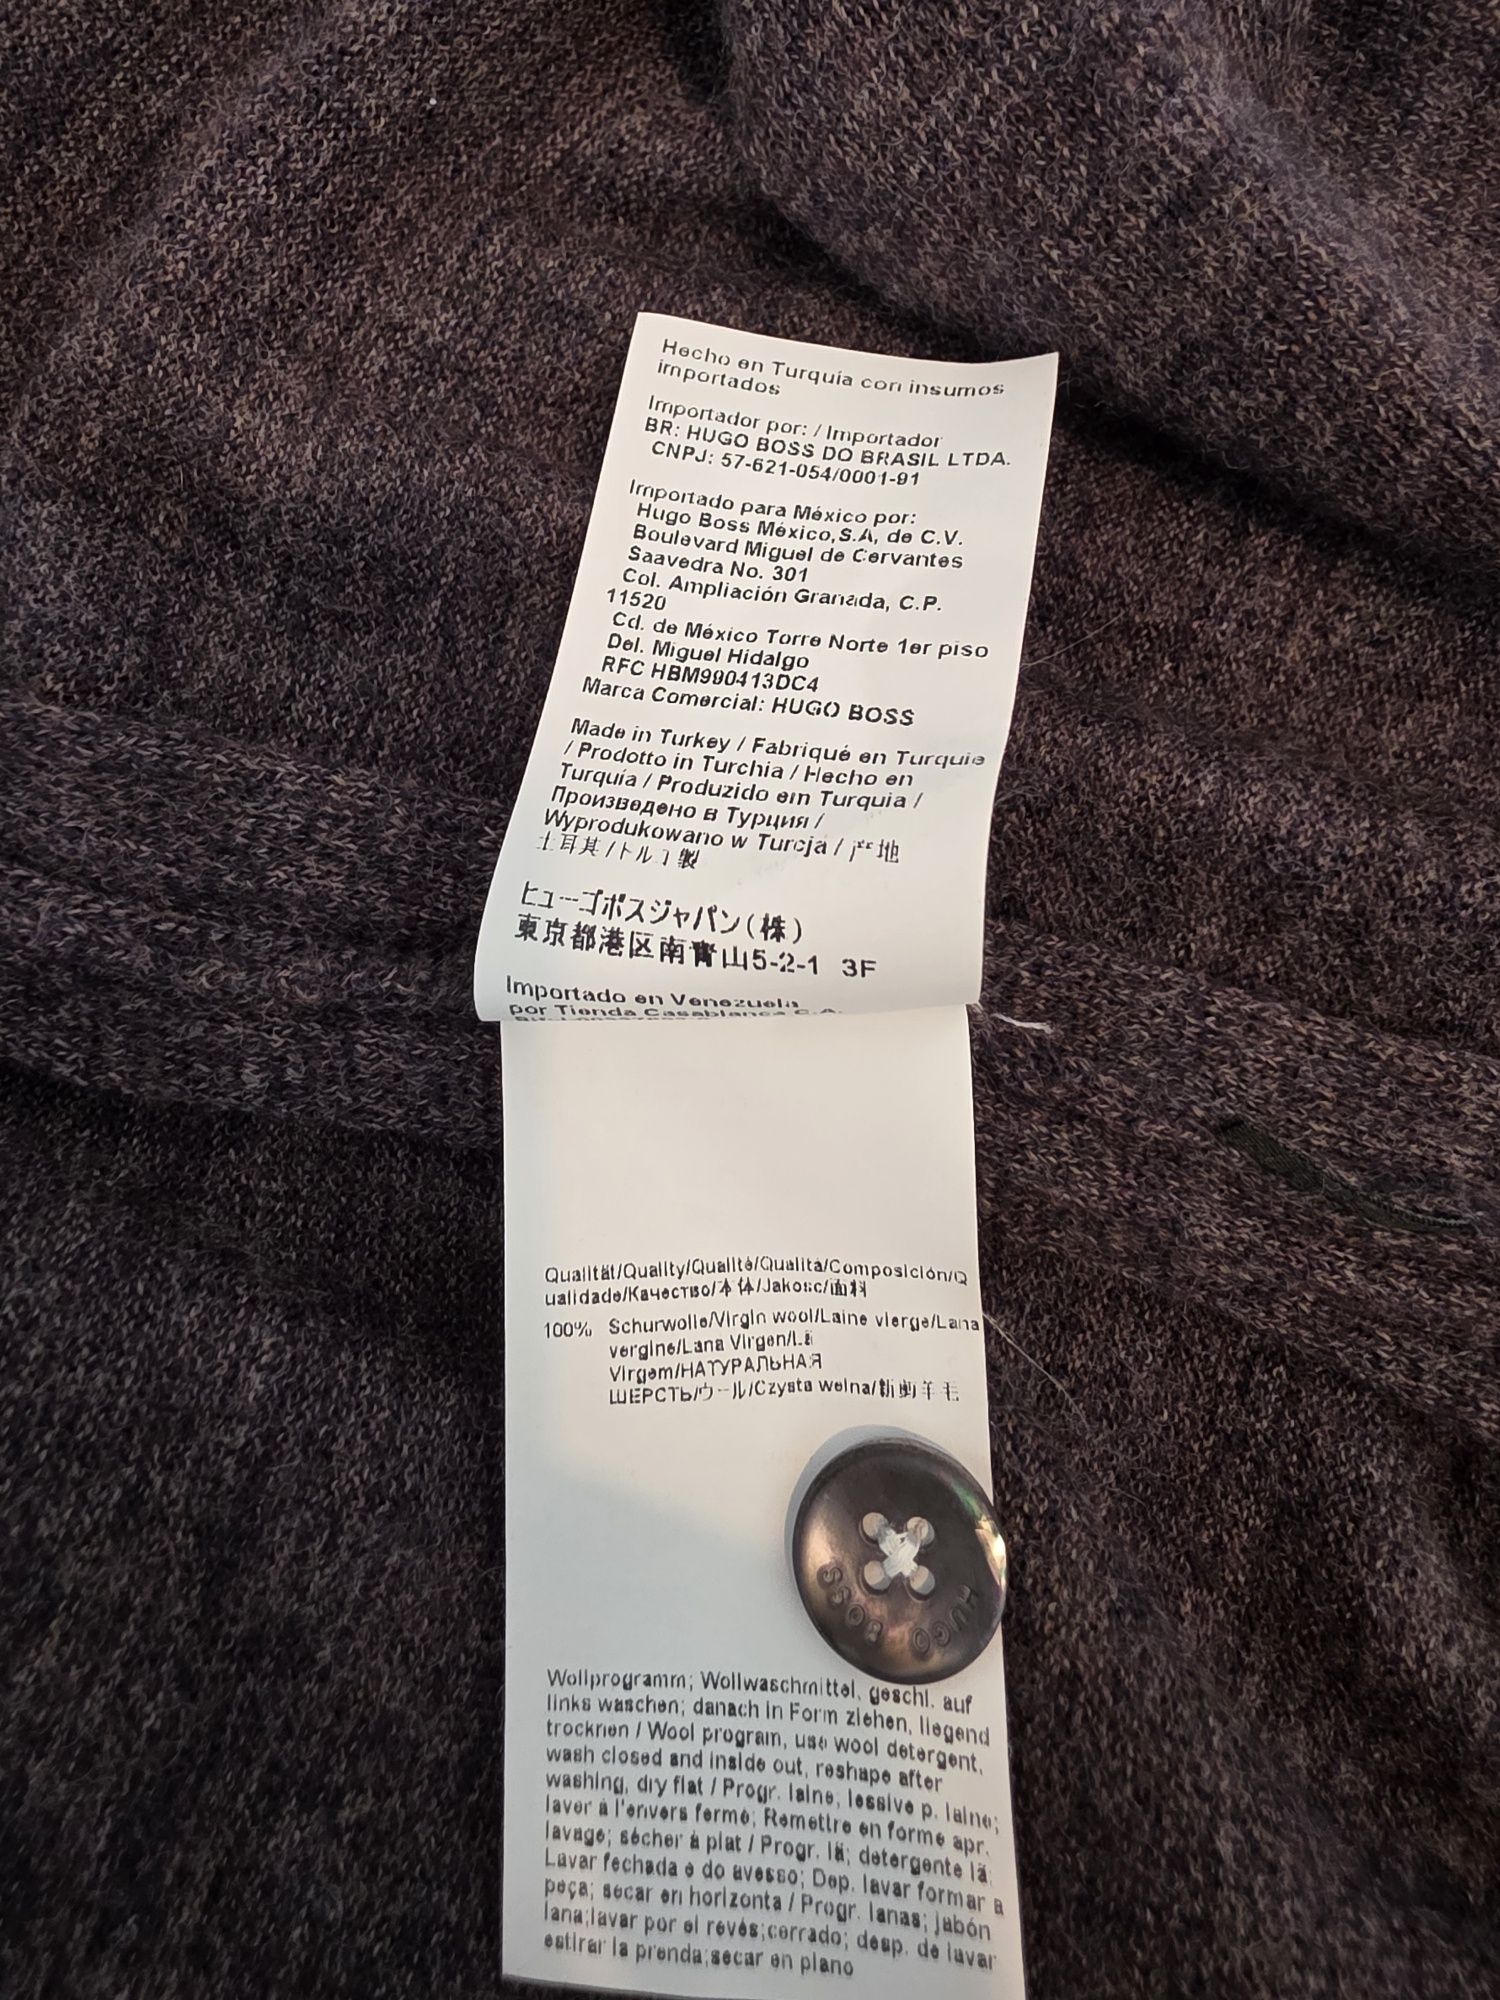 Hecho en Turquía con insumos
importados
Importador por: / Importador
BR: HUGO BOSS DO BRASIL LTDA.
CNPJ: 57-621-054/0001-91
Importado para México por:
Hugo Boss México,S.A, de C.V.
Boulevard Miguel de Cervantes
Saavedra No. 301
Col. Ampliación Granada, C.P.
11520
Cd. de México Torre Norte 1er piso
Del. Miguel Hidalgo
RFC HBM990413DC4
Marca Comercial: HUGO BOSS
Made in Turkey / Fabriqué en Turquie
/ Prodotto in Turchia / Hecho en
Turquía / Produzido em Turquia /
Произведено в Турция /
Wyprodukowano w Turcja / 产地
土耳其 / トルコ製
ヒューゴボスジャパン(株)
東京都港区南青山5-2-1 3F
Importado en Venezuela
por Tienda Casablanca C.A.
Qualität/Quality/Qualité/Qualità/Composición/Q
ualidade/Качество/本体/Jakosc/面料
100% Schurwolle/Virgin wool/Laine vierge/Lana
vergine/Lana Virgen/Lã
Virgem/НАТУРАЛЬНАЯ
ШЕРСТЬ/ウール/Czysta welna/新剪羊毛
HUGO BOSS
Wollprogramm; Wollwaschmittel, geschl. auf
links waschen; danach in Form ziehen, liegend
trocknen / Wool program, use wool detergent,
wash closed and inside out, reshape after
washing, dry flat / Progr. laine, lessive p. laine;
laver à l'envers fermé; Remettre en forme apr.
lavage; sécher à plat / Progr. lã; detergente lã;
Lavar fechada e do avesso; Dep. lavar formar a
peça; secar en horizonta / Progr. lanas; jabón
lana;lavar por el revés;cerrado; desp. de lavar
estirar la prenda;secar en plano